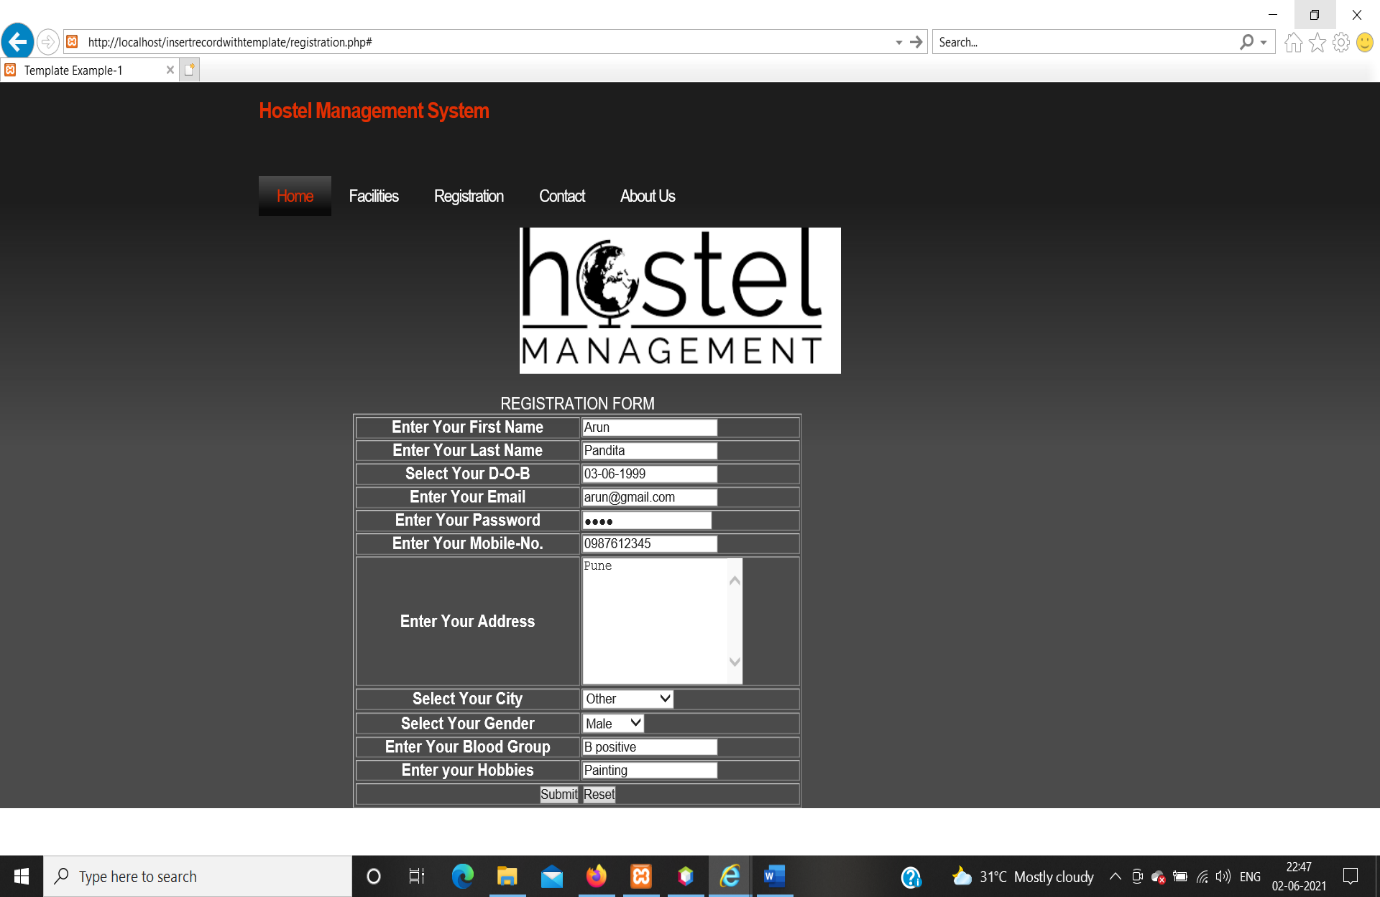 http://localhost/insertrecordwithtemplate/registration.php#
Search...
Template Example-1
Hostel Management System
Home Facilities Registration Contact About Us
hostel
MANAGEMENT
REGISTRATION FORM
Enter Your First Name Arun
Enter Your Last Name Pandita
Select Your D-O-B 03-06-1999
Enter Your Email arun@gmail.com
Enter Your Password ••••
Enter Your Mobile-No. 0987612345
Enter Your Address Pune
Select Your City Other
Select Your Gender Male
Enter Your Blood Group B positive
Enter your Hobbies Painting
Submit Reset
Type here to search
31°C Mostly cloudy
ENG
22:47
02-06-2021